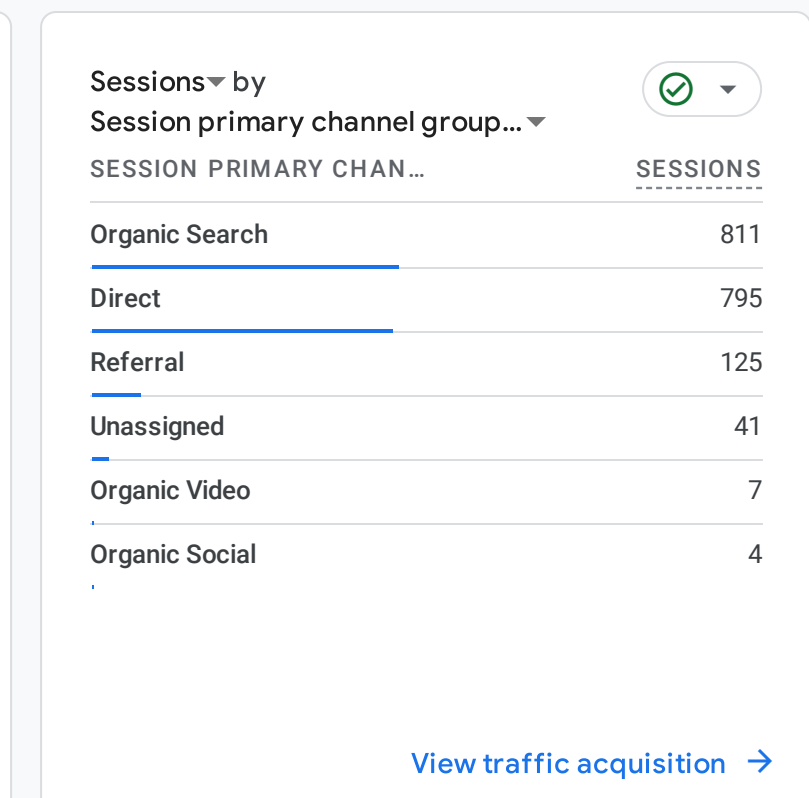 Sessions by
Session primary channel group...
SESSION PRIMARY CHAN...
SESSIONS
Organic Search 811
Direct 795
Referral 125
Unassigned 41
Organic Video 7
Organic Social 4
View traffic acquisition →